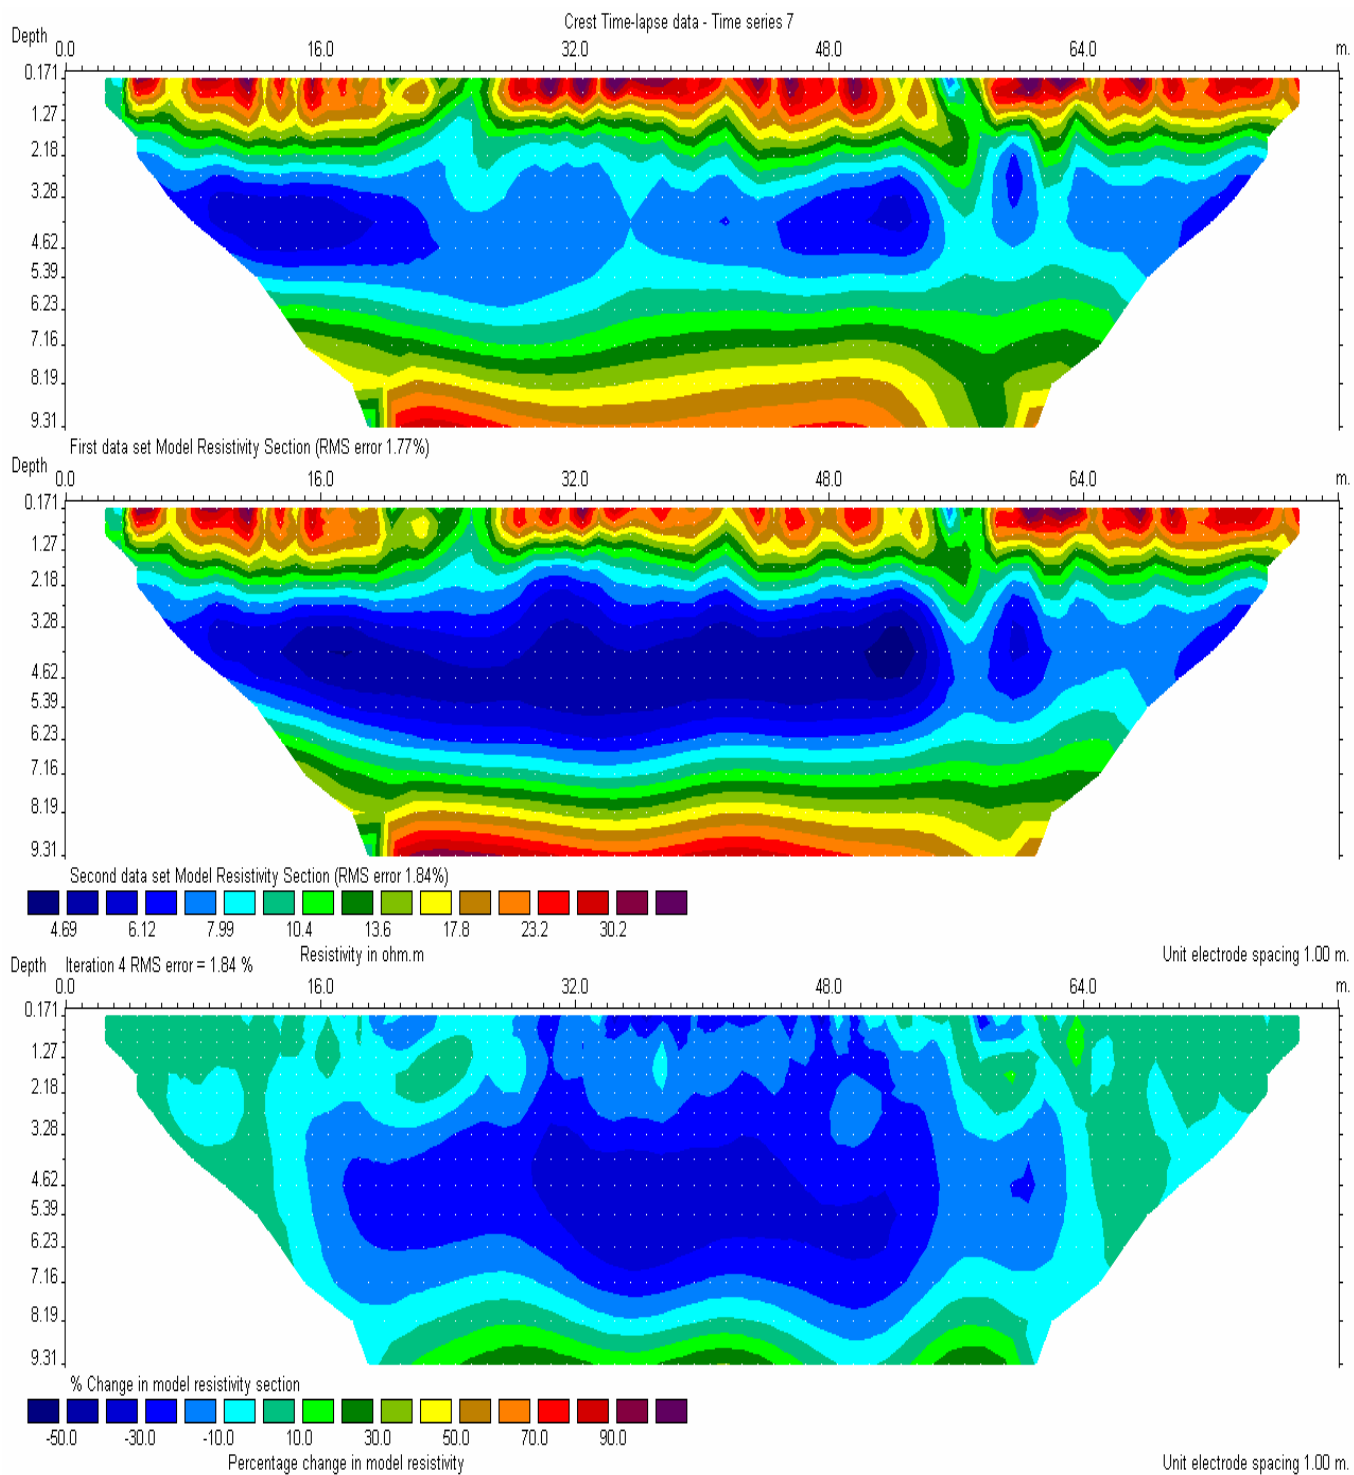 Crest Time-lapse data - Time series 7
Depth 0.0 16.0 32.0 48.0 64.0 m.
0.171
1.27
2.18
3.28
4.62
5.39
6.23
7.16
8.19
9.31
First data set Model Resistivity Section (RMS error 1.77%)
Depth 0.0 16.0 32.0 48.0 64.0 m.
0.171
1.27
2.18
3.28
4.62
5.39
6.23
7.16
8.19
9.31
Second data set Model Resistivity Section (RMS error 1.84%)
4.69 6.12 7.99 10.4 13.6 17.8 23.2 30.2
Resistivity in ohm.m Unit electrode spacing 1.00 m.
Depth Iteration 4 RMS error = 1.84 %
0.0 16.0 32.0 48.0 64.0 m.
0.171
1.27
2.18
3.28
4.62
5.39
6.23
7.16
8.19
9.31
% Change in model resistivity section
-50.0 -30.0 -10.0 10.0 30.0 50.0 70.0 90.0
Percentage change in model resistivity Unit electrode spacing 1.00 m.